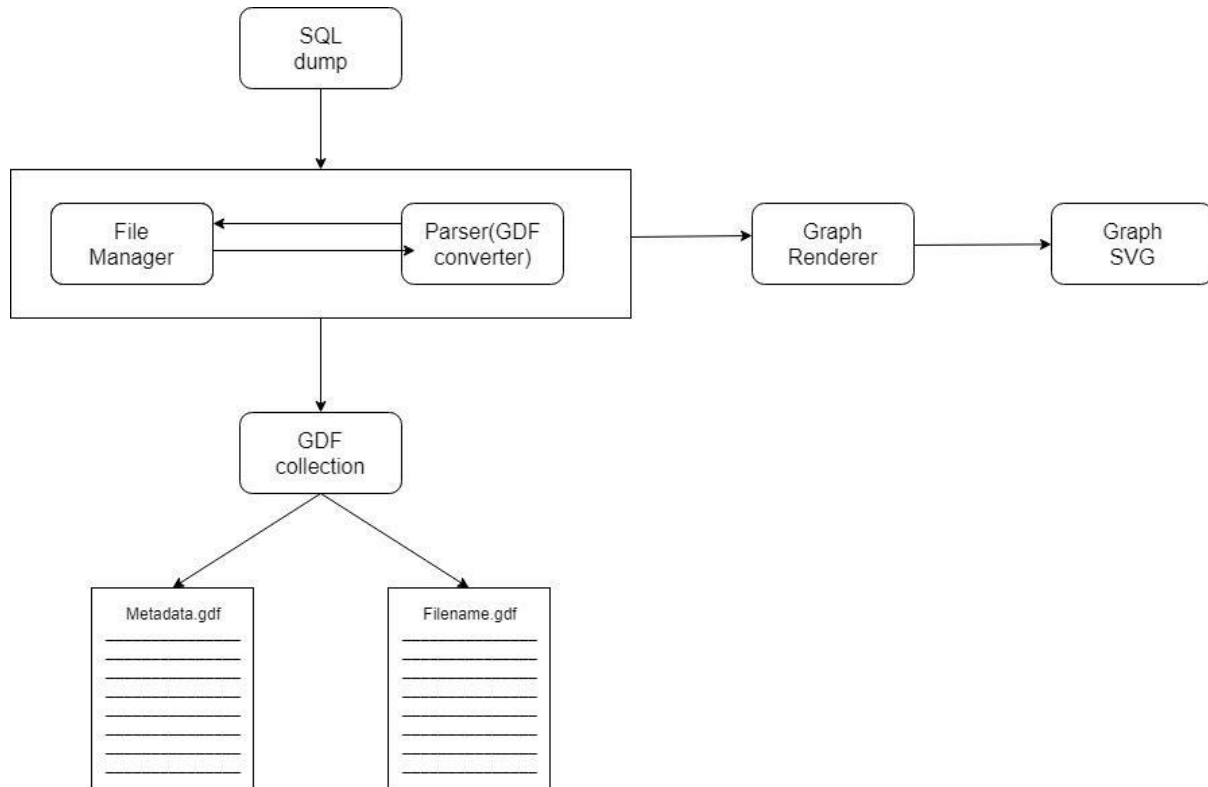 SQL
dump
File
Manager
Parser(GDF
converter)
Graph
Renderer
Graph
SVG
GDF
collection
Metadata.gdf
Filename.gdf